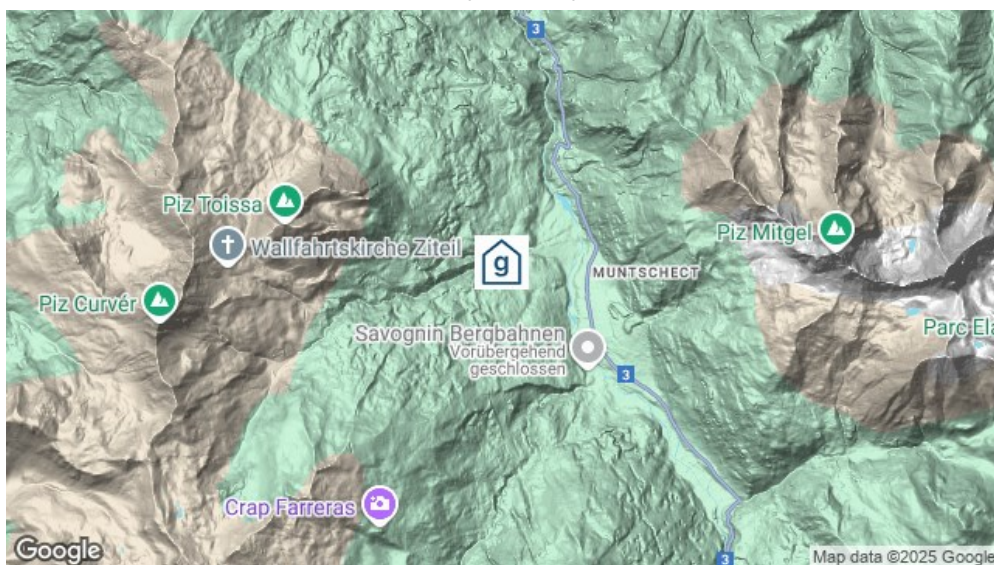 3
Piz Toissa
Wallfahrtskirche Ziteil
Piz Mitgel
g
MUNTSCHECT
Piz Curvér
Parc Ela
Savognin Bergbahnen
Vorübergehend
geschlossen
3
Crap Farreras
3
Google
Map data ©2025 Google